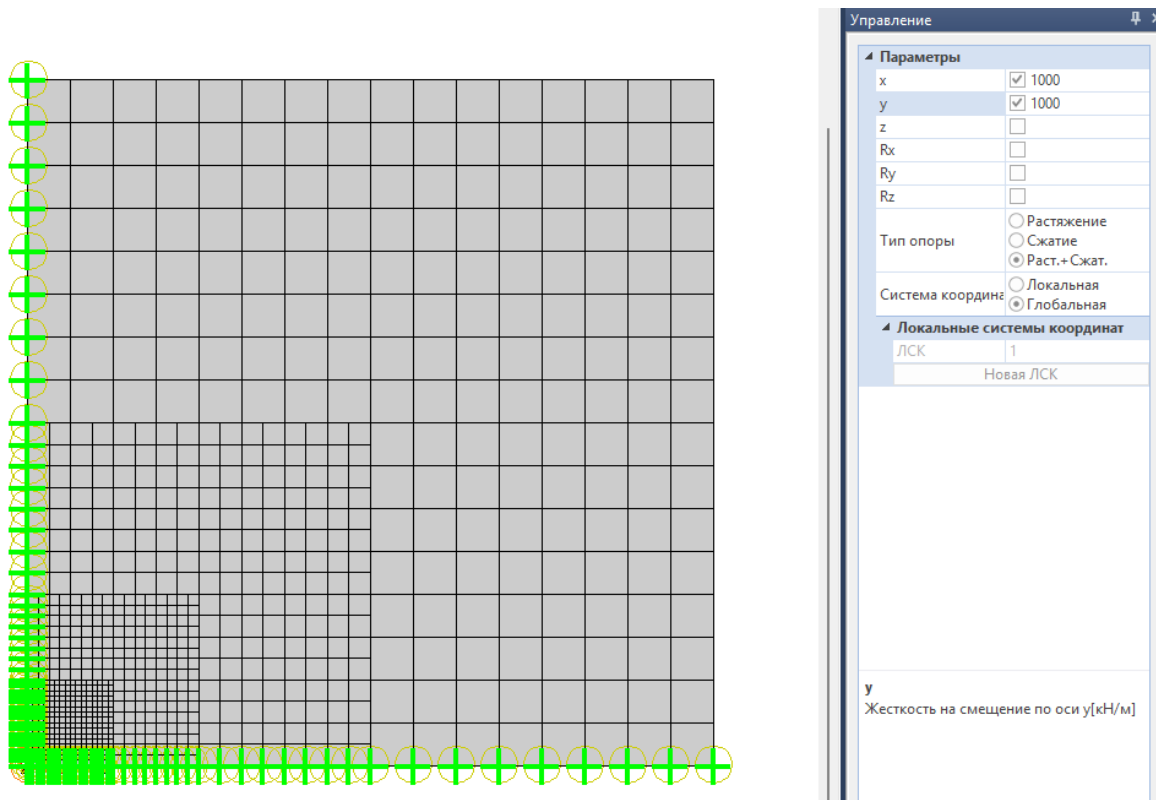 Управление
Параметры
x 1000
y 1000
z
Rx
Ry
Rz
Тип опоры
Растяжение
Сжатие
Раст.+Сжат.
Система координа
Локальная
Глобальная
Локальные системы координат
ЛСК 1
Новая ЛСК
y
Жесткость на смещение по оси y[кН/м]